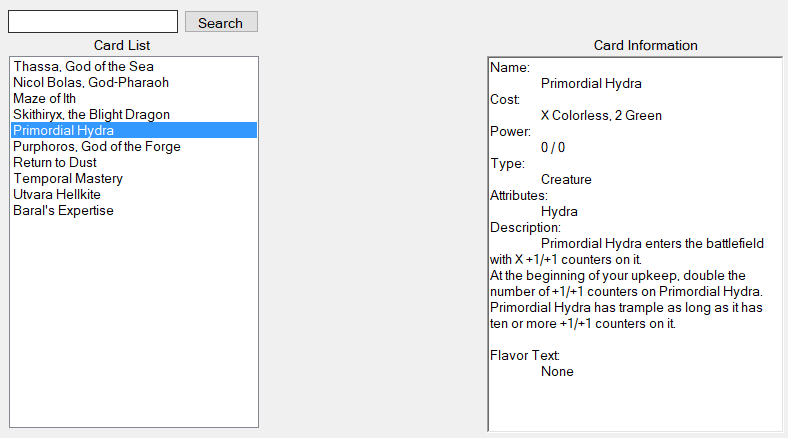 Search
Card List
Thassa, God of the Sea
Nicol Bolas, God-Pharaoh
Maze of Ith
Skithiryx, the Blight Dragon
Primordial Hydra
Purphoros, God of the Forge
Return to Dust
Temporal Mastery
Utvara Hellkite
Baral's Expertise
Card Information
Name:
Primordial Hydra
Cost:
X Colorless, 2 Green
Power:
0 / 0
Type:
Creature
Attributes:
Hydra
Description:
Primordial Hydra enters the battlefield
with X +1/+1 counters on it.
At the beginning of your upkeep, double the
number of +1/+1 counters on Primordial Hydra.
Primordial Hydra has trample as long as it has
ten or more +1/+1 counters on it.
Flavor Text:
None